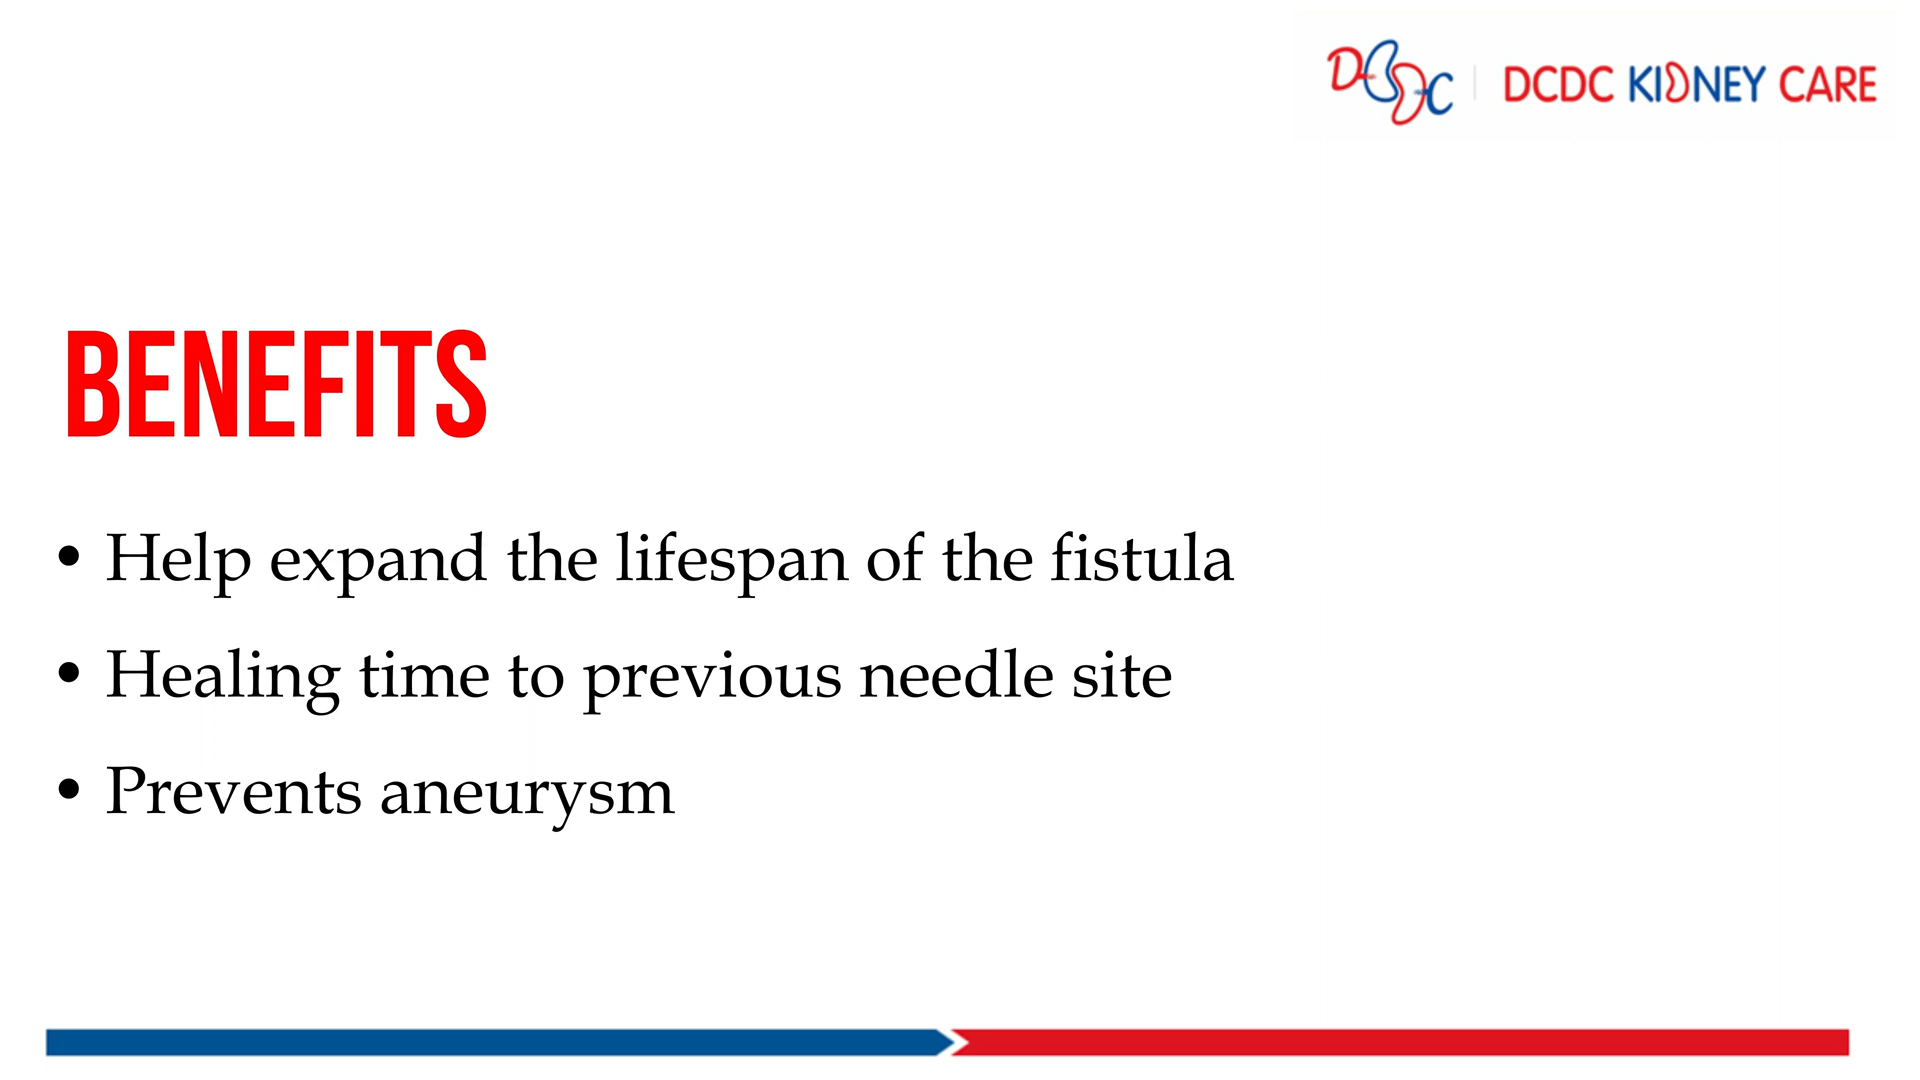 DCDC | DCDC KIDNEY CARE
BENEFITS
• Help expand the lifespan of the fistula
• Healing time to previous needle site
• Prevents aneurysm